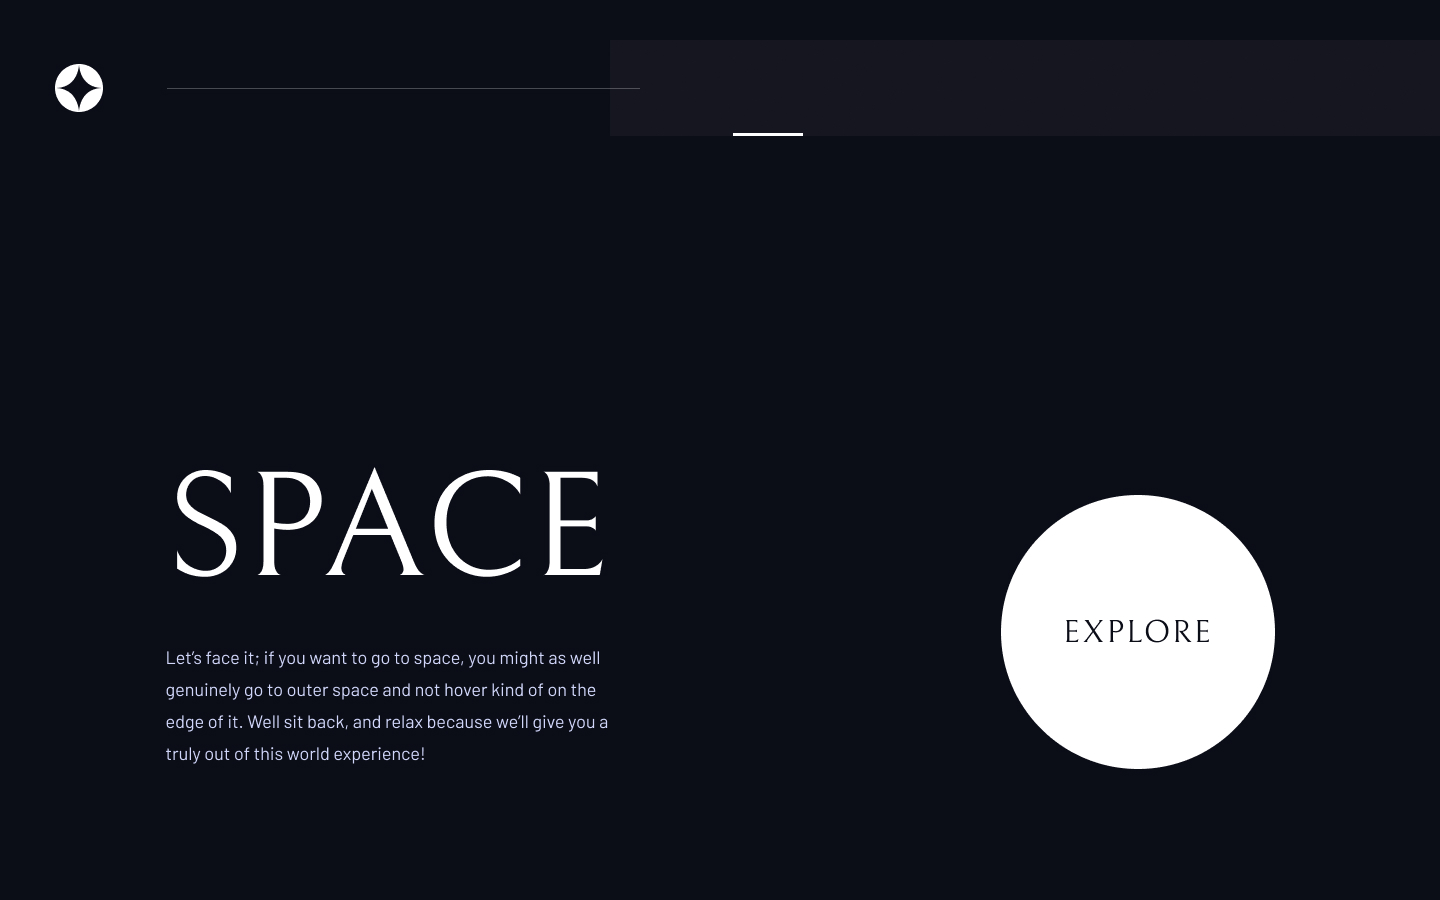 SPACE
Let’s face it; if you want to go to space, you might as well
genuinely go to outer space and not hover kind of on the
edge of it. Well sit back, and relax because we’ll give you a
truly out of this world experience!
EXPLORE